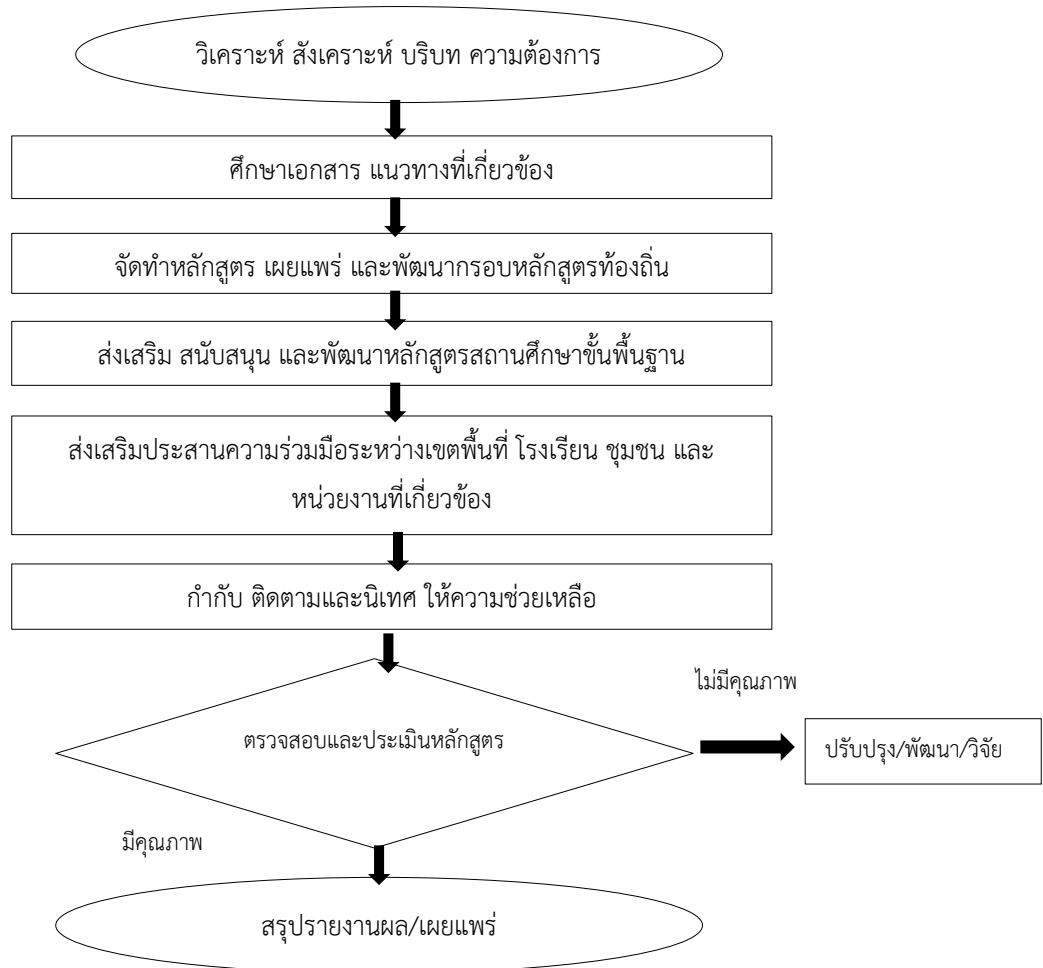 วิเคราะห์ สังเคราะห์ บริบท ความต้องการ
ศึกษาเอกสาร แนวทางที่เกี่ยวข้อง
จัดทำหลักสูตร เผยแพร่ และพัฒนากรอบหลักสูตรท้องถิ่น
ส่งเสริม สนับสนุน และพัฒนาหลักสูตรสถานศึกษาขั้นพื้นฐาน
ส่งเสริมประสานความร่วมมือระหว่างเขตพื้นที่ โรงเรียน ชุมชน และ
หน่วยงานที่เกี่ยวข้อง
กำกับ ติดตามและนิเทศ ให้ความช่วยเหลือ
ไม่มีคุณภาพ
ตรวจสอบและประเมินหลักสูตร
ปรับปรุง/พัฒนา/วิจัย
มีคุณภาพ
สรุปรายงานผล/เผยแพร่